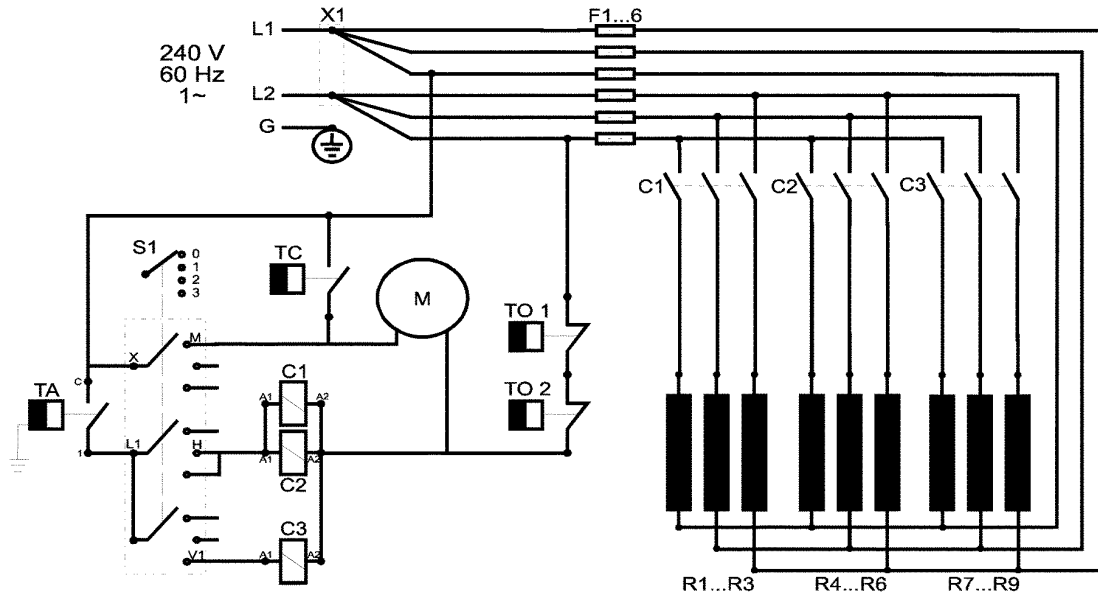 X1
F1...6
L1
240 V
60 Hz
1~
L2
G
C1
C2
C3
S1
0
1
2
3
TC
M
TO 1
M
X
C
TA
C1
A1
A2
TO 2
L1
H
1
A1
A2
C2
C3
V1
A1
A2
R1...R3
R4...R6
R7...R9